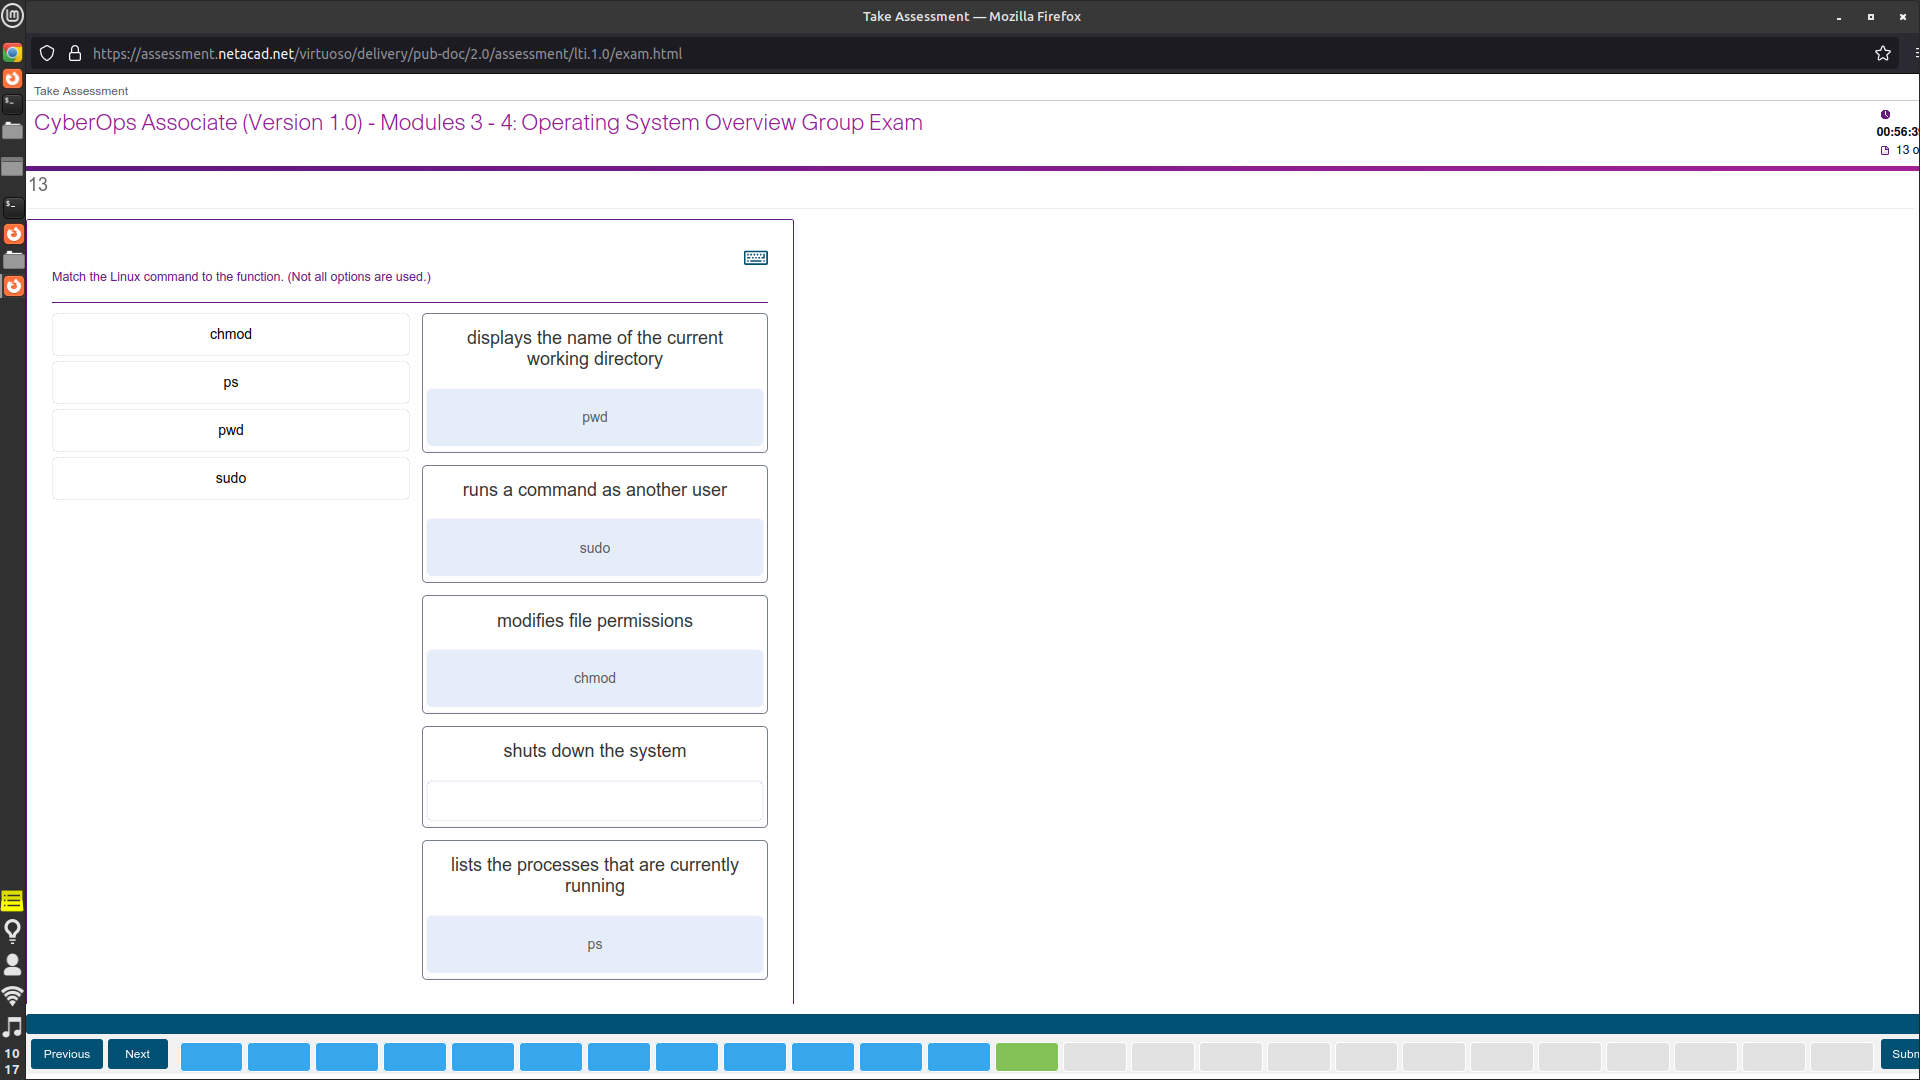 Take Assessment — Mozilla Firefox
https://assessment.netacad.net/virtuoso/delivery/pub-doc/2.0/assessment/lti.1.0/exam.html
Take Assessment
CyberOps Associate (Version 1.0) - Modules 3 - 4: Operating System Overview Group Exam
00:56:3
13 o
13
Match the Linux command to the function. (Not all options are used.)
chmod
ps
pwd
sudo
displays the name of the current
working directory
pwd
runs a command as another user
sudo
modifies file permissions
chmod
shuts down the system
lists the processes that are currently
running
ps
Previous
Next
Subm
10
17